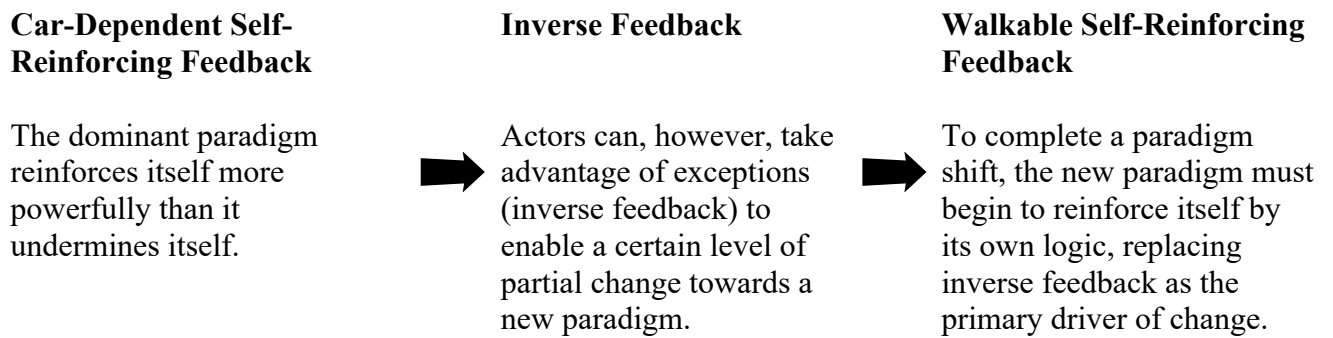 Car-Dependent Self-
Reinforcing Feedback
The dominant paradigm
reinforces itself more
powerfully than it
undermines itself.
Inverse Feedback
Actors can, however, take
advantage of exceptions
(inverse feedback) to
enable a certain level of
partial change towards a
new paradigm.
Walkable Self-Reinforcing
Feedback
To complete a paradigm
shift, the new paradigm must
begin to reinforce itself by
its own logic, replacing
inverse feedback as the
primary driver of change.